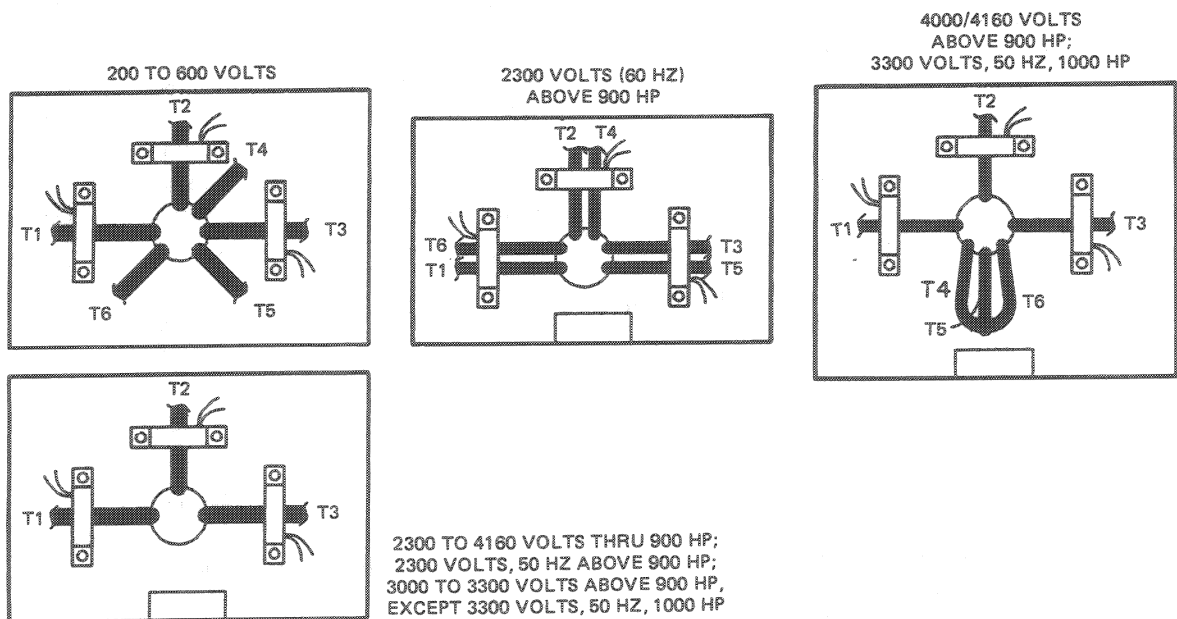 200 TO 600 VOLTS
T2
T4
T1
T3
T6
T5
2300 VOLTS (60 HZ)
ABOVE 900 HP
T2 T4
T6
T1
T3
T5
4000/4160 VOLTS
ABOVE 900 HP;
3300 VOLTS, 50 HZ, 1000 HP
T2
T1
T3
T4
T6
T5
T2
T1
T3
2300 TO 4160 VOLTS THRU 900 HP;
2300 VOLTS, 50 HZ ABOVE 900 HP;
3000 TO 3300 VOLTS ABOVE 900 HP,
EXCEPT 3300 VOLTS, 50 HZ, 1000 HP